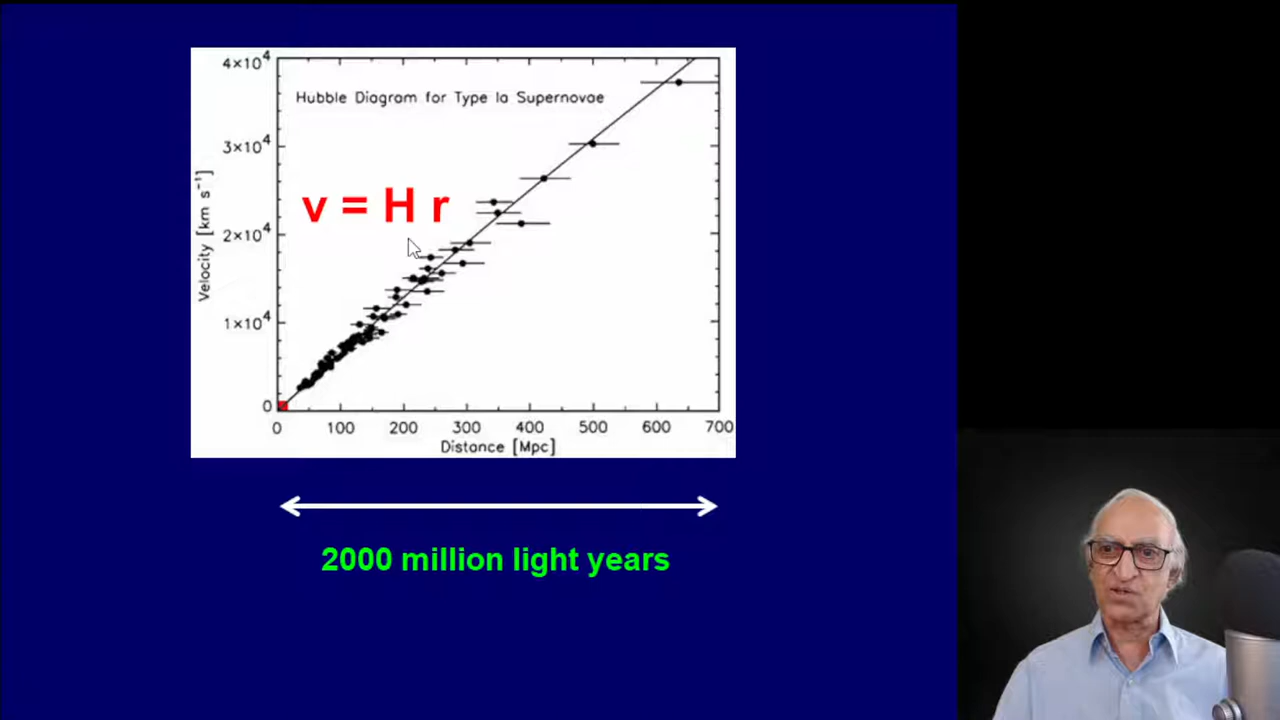 4×10⁴
Hubble Diagram for Type Ia Supernovae
3×10⁴
v = H r
2×10⁴
Velocity [km s⁻¹]
1×10⁴
0
0 100 200 300 400 500 600 700
Distance [Mpc]
2000 million light years